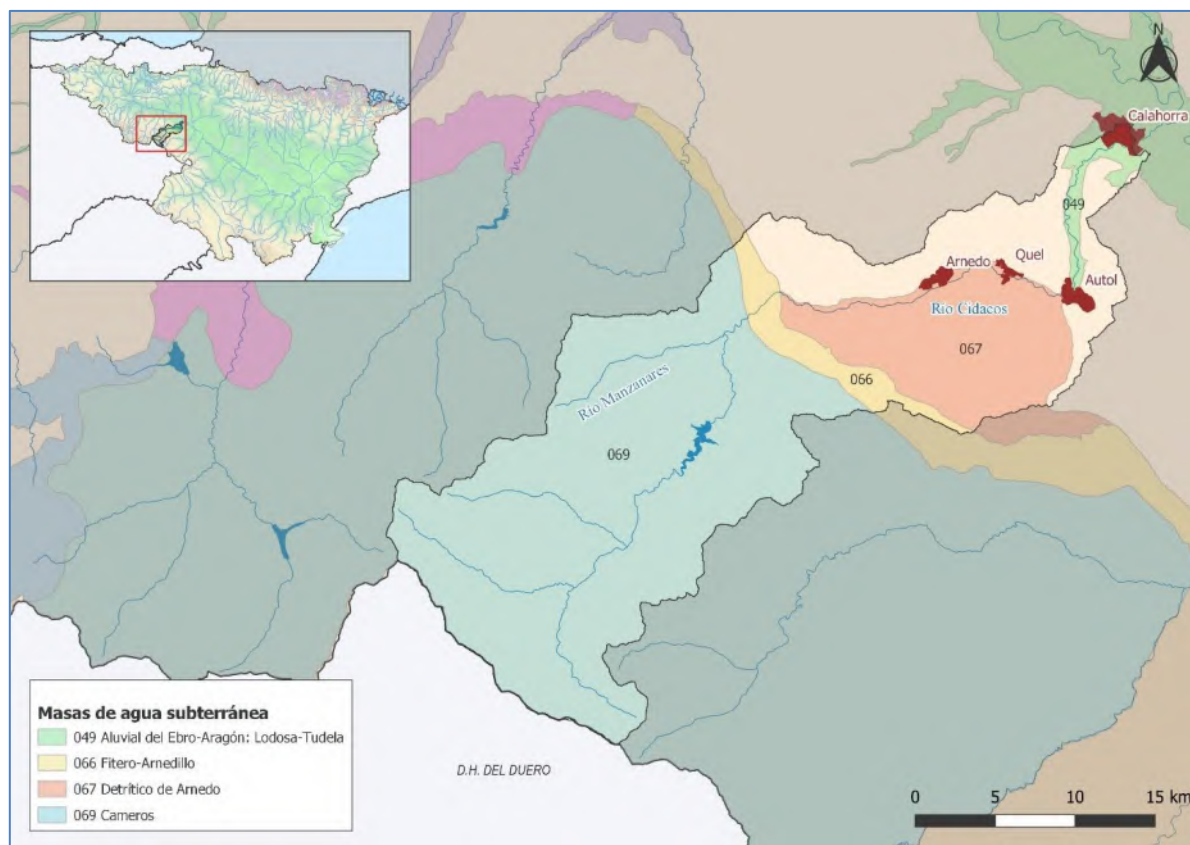 N
Calahorra
049
Arnedo
Quel
Autol
Río Cidacos
067
066
Río Manzanares
069
Masas de agua subterránea
049 Aluvial del Ebro-Aragón: Lodosa-Tudela
066 Fitero-Arnedillo
067 Detrítico de Arnedo
069 Cameros
D.H. DEL DUERO
0 5 10 15 km